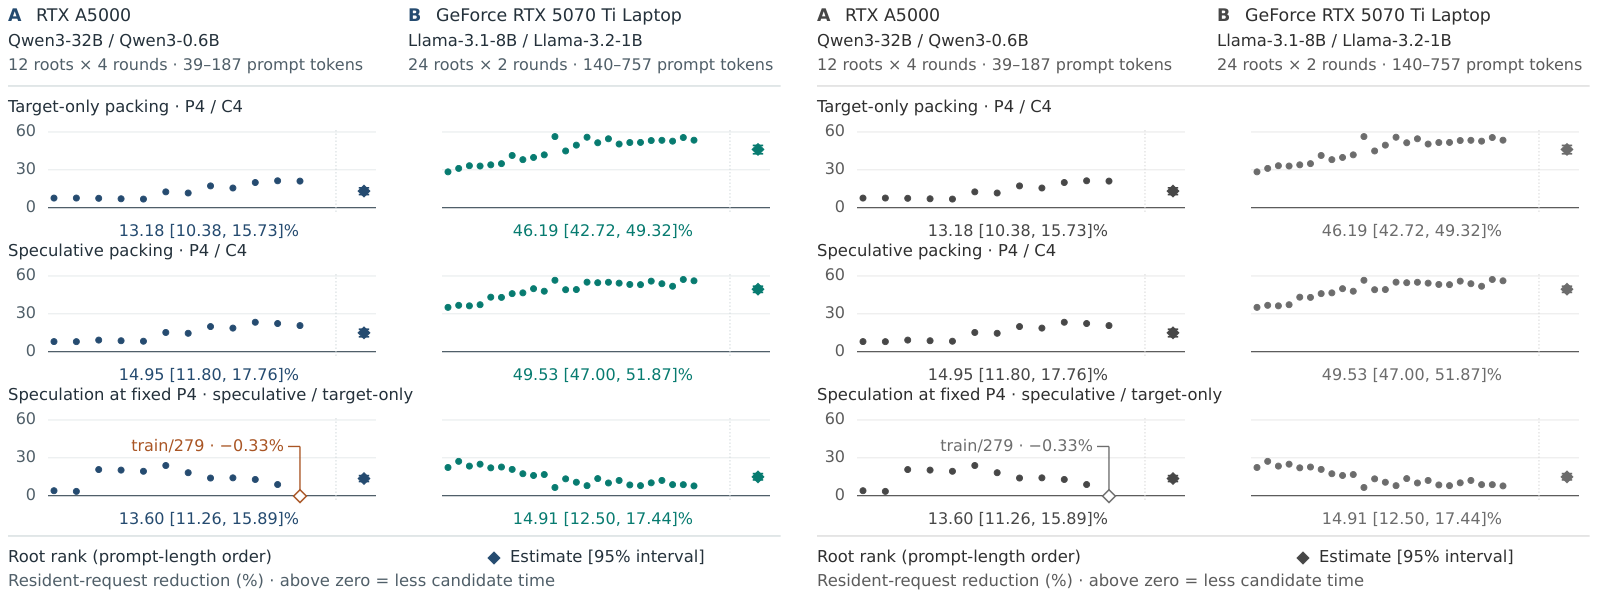 A RTX A5000
Qwen3-32B / Qwen3-0.6B
12 roots × 4 rounds · 39–187 prompt tokens
B GeForce RTX 5070 Ti Laptop
Llama-3.1-8B / Llama-3.2-1B
24 roots × 2 rounds · 140–757 prompt tokens
Target-only packing · P4 / C4
60
30
0
13.18 [10.38, 15.73]%
46.19 [42.72, 49.32]%
Speculative packing · P4 / C4
60
30
0
14.95 [11.80, 17.76]%
49.53 [47.00, 51.87]%
Speculation at fixed P4 · speculative / target-only
60
30
0
train/279 · −0.33%
13.60 [11.26, 15.89]%
14.91 [12.50, 17.44]%
Root rank (prompt-length order)
Estimate [95% interval]
Resident-request reduction (%) · above zero = less candidate time
A RTX A5000
Qwen3-32B / Qwen3-0.6B
12 roots × 4 rounds · 39–187 prompt tokens
B GeForce RTX 5070 Ti Laptop
Llama-3.1-8B / Llama-3.2-1B
24 roots × 2 rounds · 140–757 prompt tokens
Target-only packing · P4 / C4
60
30
0
13.18 [10.38, 15.73]%
46.19 [42.72, 49.32]%
Speculative packing · P4 / C4
60
30
0
14.95 [11.80, 17.76]%
49.53 [47.00, 51.87]%
Speculation at fixed P4 · speculative / target-only
60
30
0
train/279 · −0.33%
13.60 [11.26, 15.89]%
14.91 [12.50, 17.44]%
Root rank (prompt-length order)
Estimate [95% interval]
Resident-request reduction (%) · above zero = less candidate time